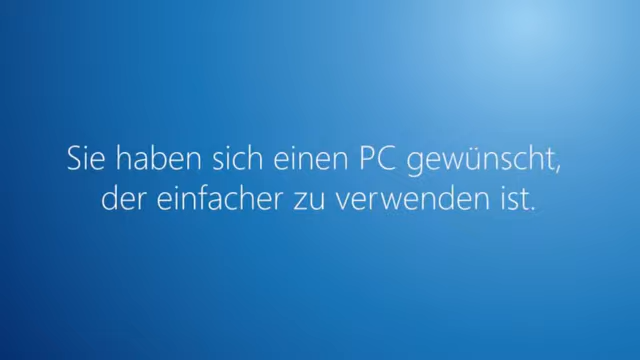 Sie haben sich einen PC gewünscht,
der einfacher zu verwenden ist.